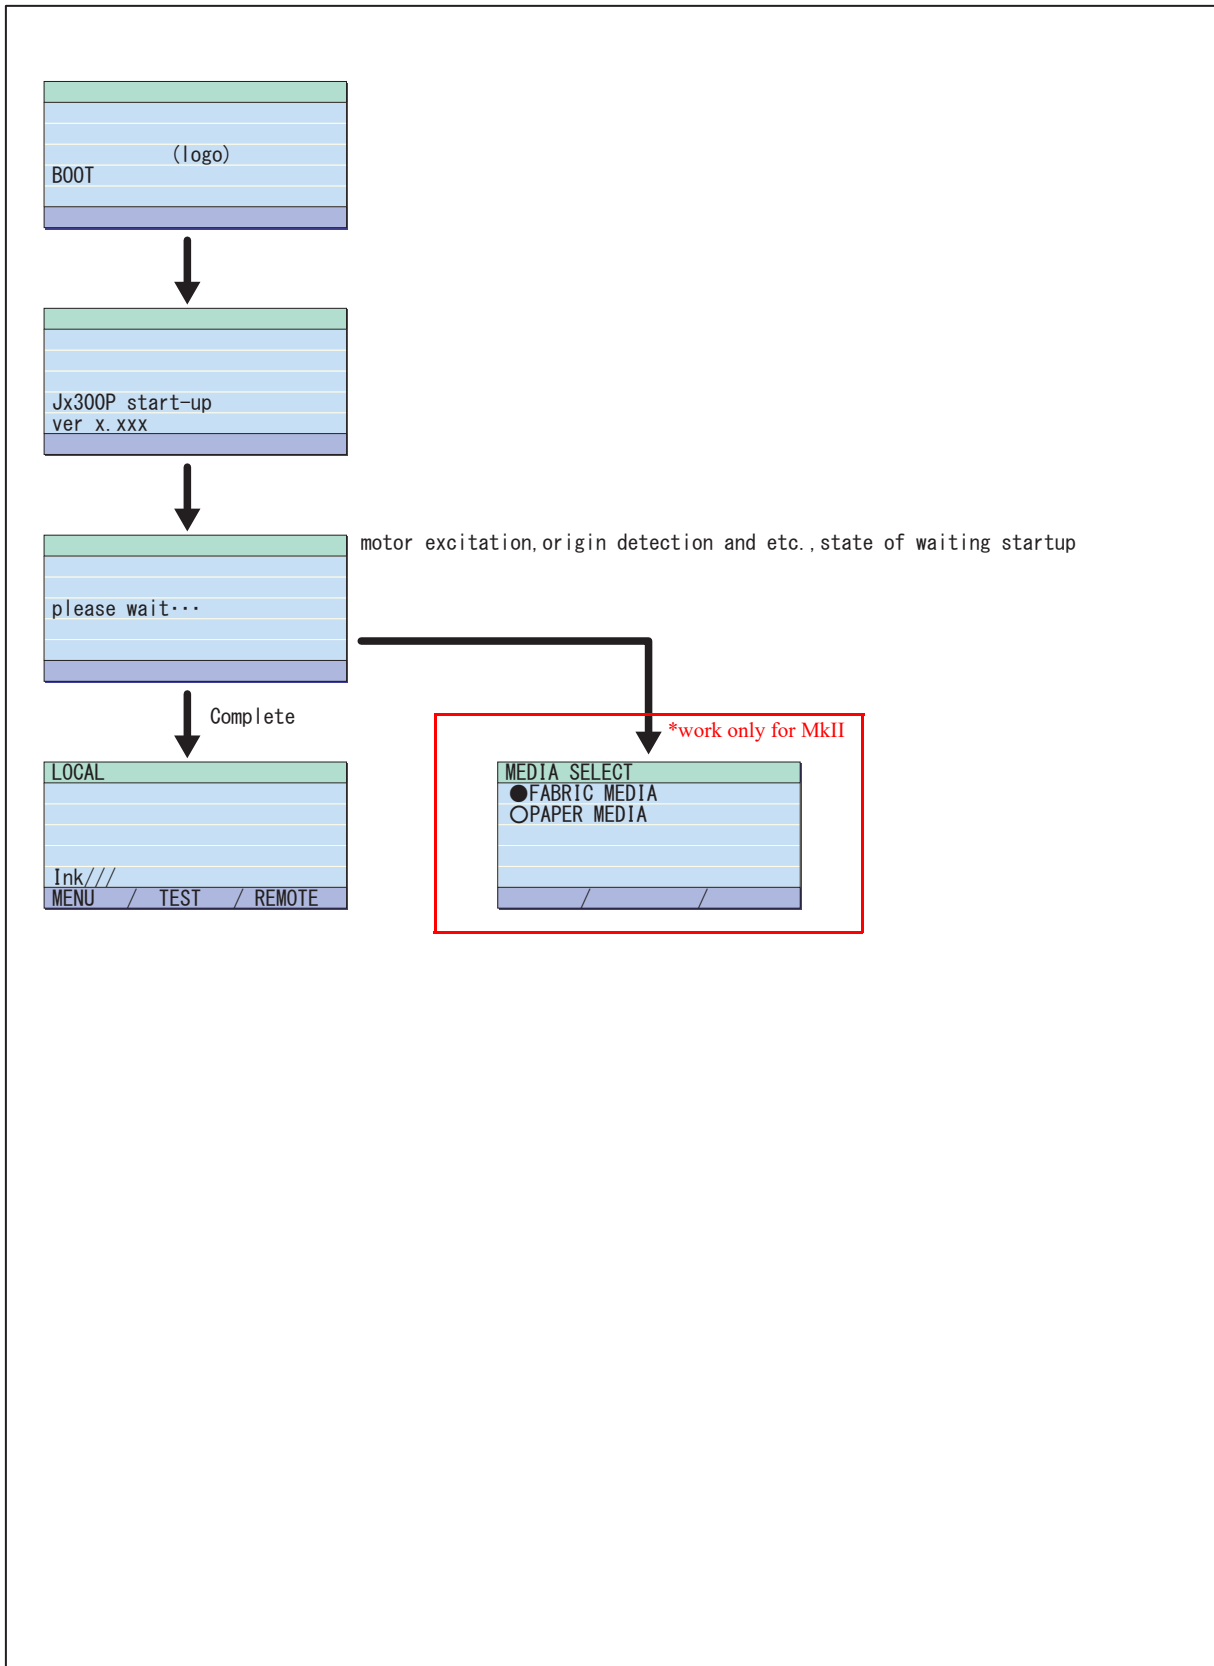 (logo)
BOOT
Jx300P start-up
ver x.xxx
motor excitation,origin detection and etc.,state of waiting startup
please wait···
Complete
*work only for MkII
LOCAL
Ink///
MENU / TEST / REMOTE
MEDIA SELECT
●FABRIC MEDIA
○PAPER MEDIA
/ /